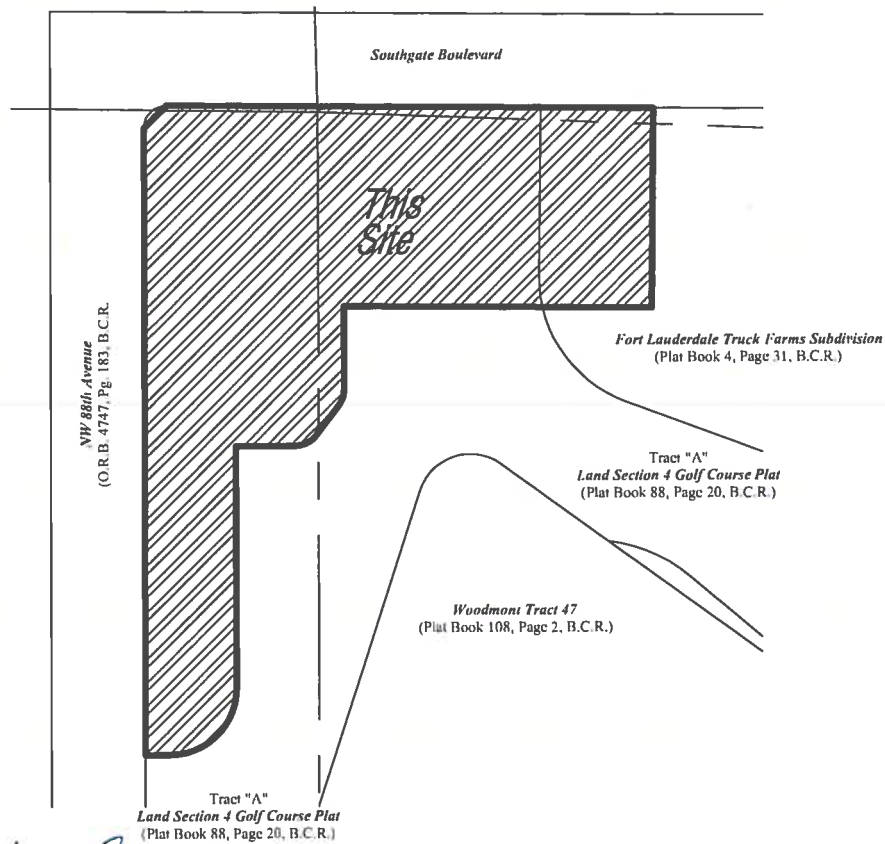 Southgate Boulevard
This
Site
NW 88th Avenue
(O.R.B. 4747, Pg. 183, B.C.R.
Fort Lauderdale Truck Farms Subdivision
(Plat Book 4, Page 31, B.C.R.)
Tract "A"
Land Section 4 Golf Course Plat
(Plat Book 88, Page 20, B.C.R.)
Woodmont Tract 47
(Plat Book 108, Page 2, B.C.R.)
Tract "A"
Land Section 4 Golf Course Plat
(Plat Book 88, Page 20, B.C.R.)